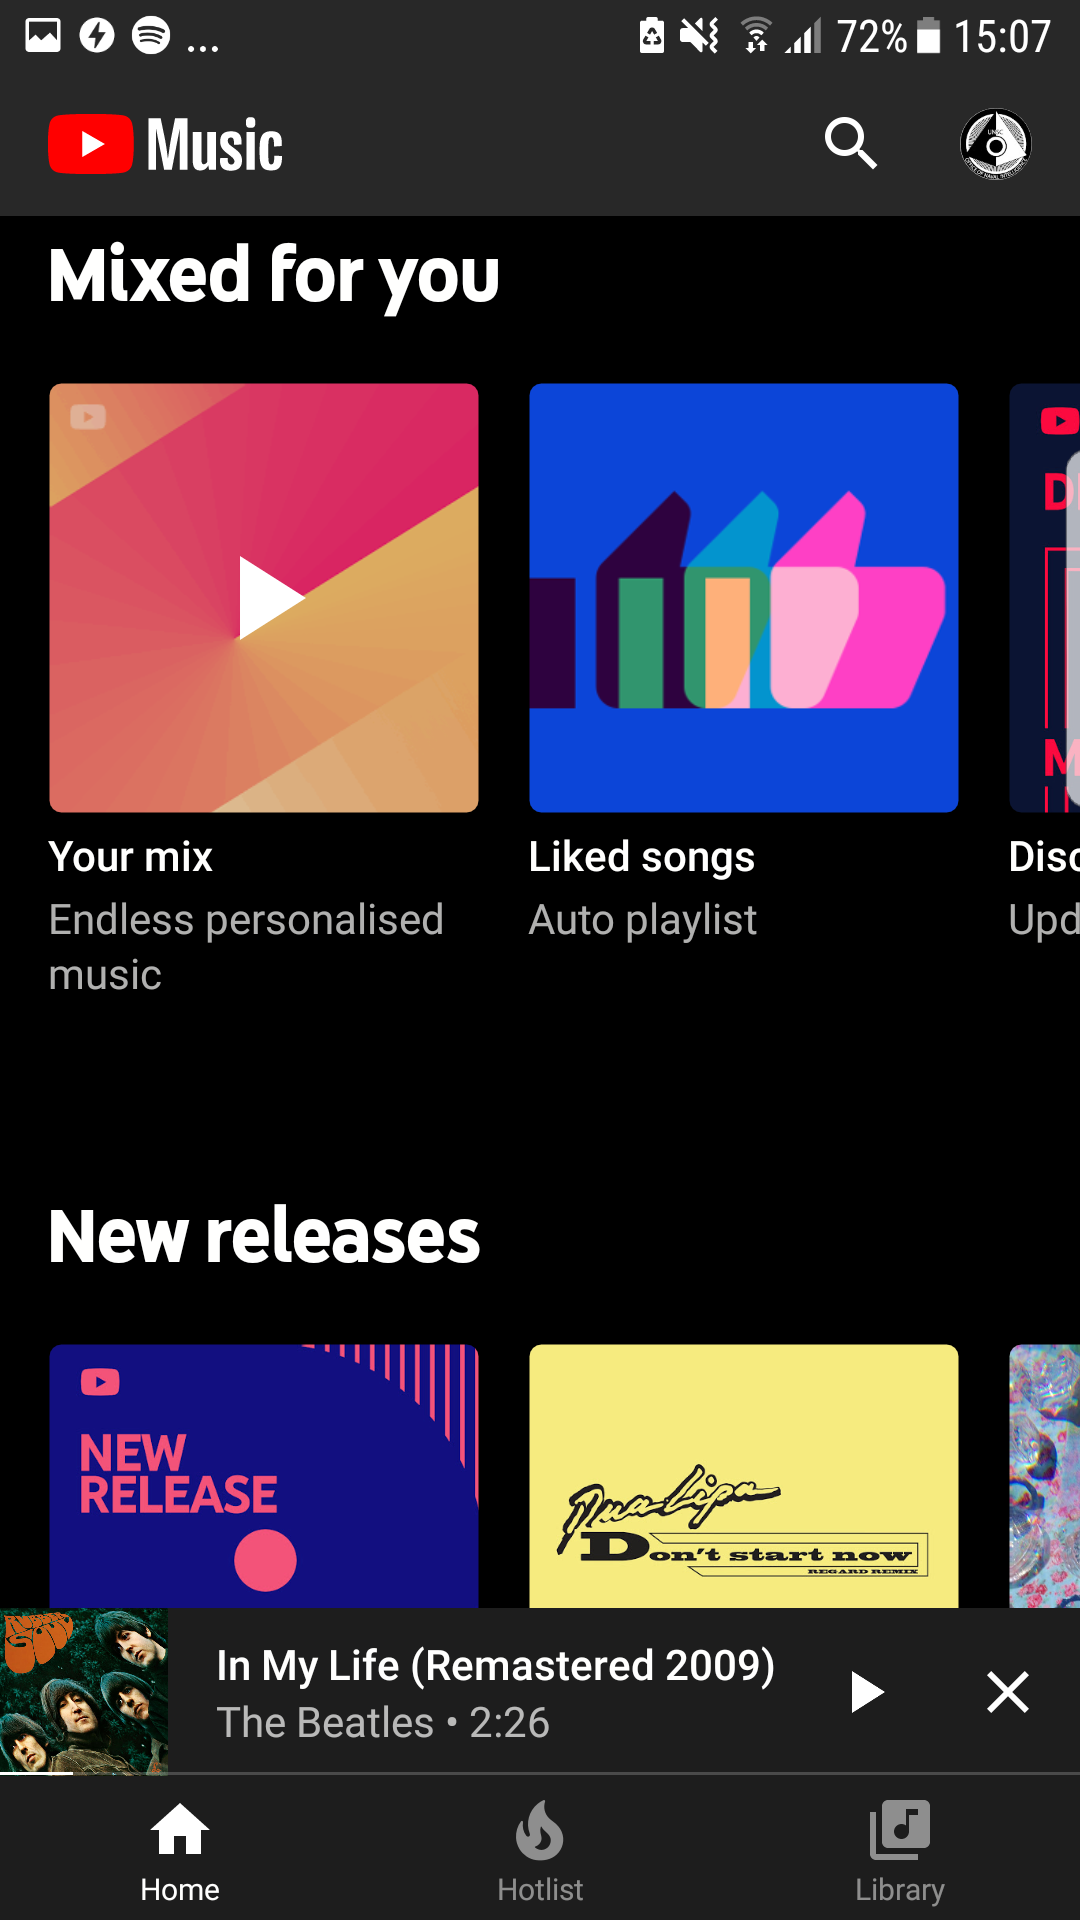 ... 72% 15:07
Music
Mixed for you
Your mix
Endless personalised
music
Liked songs
Auto playlist
Disc
Upd
New releases
NEW
RELEASE
Dua Lipa
Don't start now
REGARD REMIX
In My Life (Remastered 2009)
The Beatles • 2:26
Home
Hotlist
Library